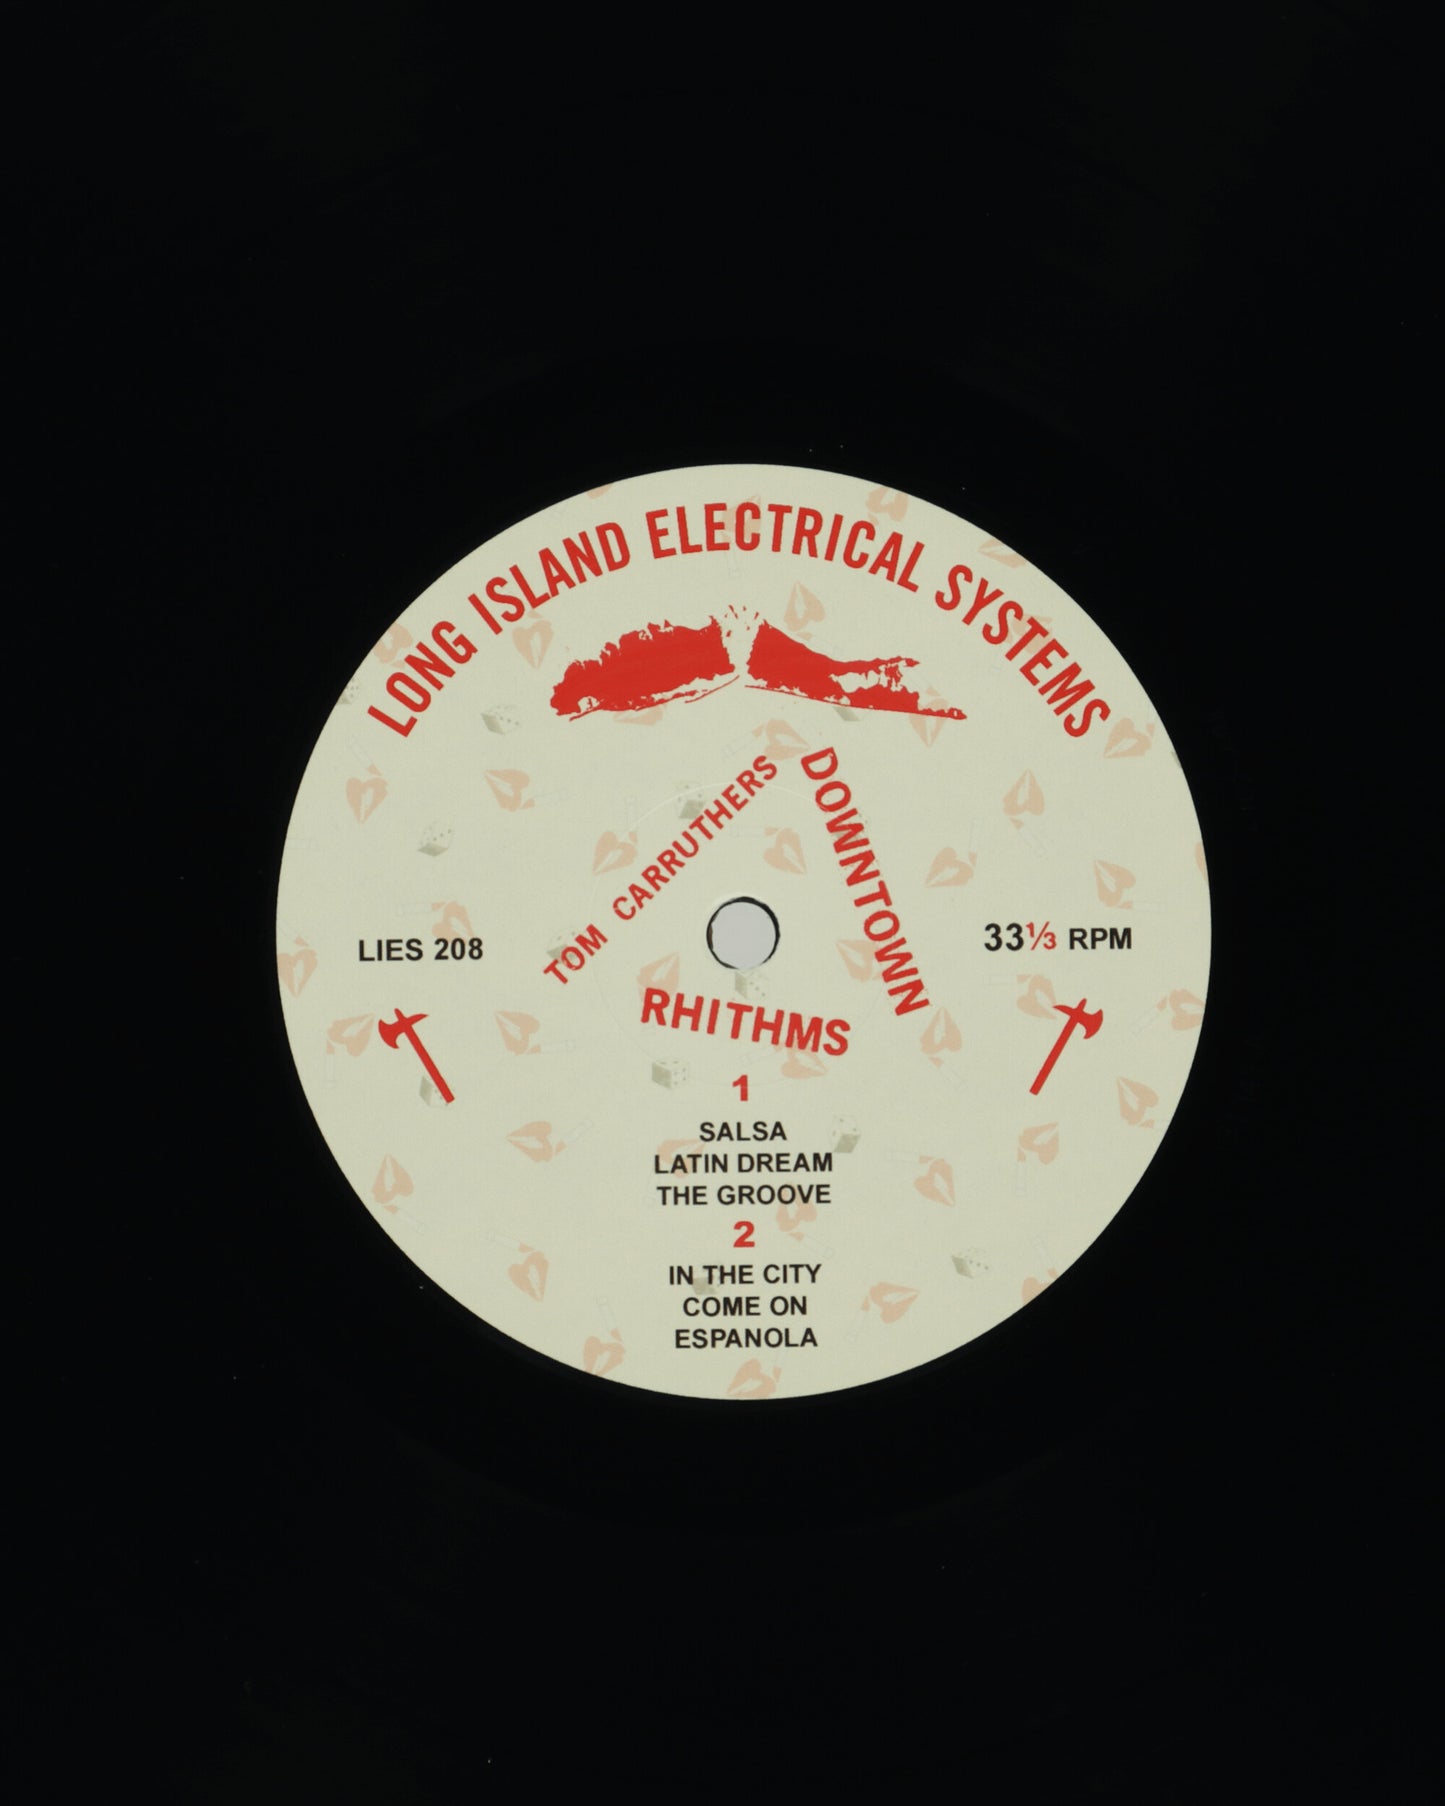 LONG ISLAND ELECTRICAL SYSTEMS
TOM CARRUTHERS
DOWNTOWN
RHITHMS
LIES 208
33⅓ RPM
1
SALSA
LATIN DREAM
THE GROOVE
2
IN THE CITY
COME ON
ESPANOLA